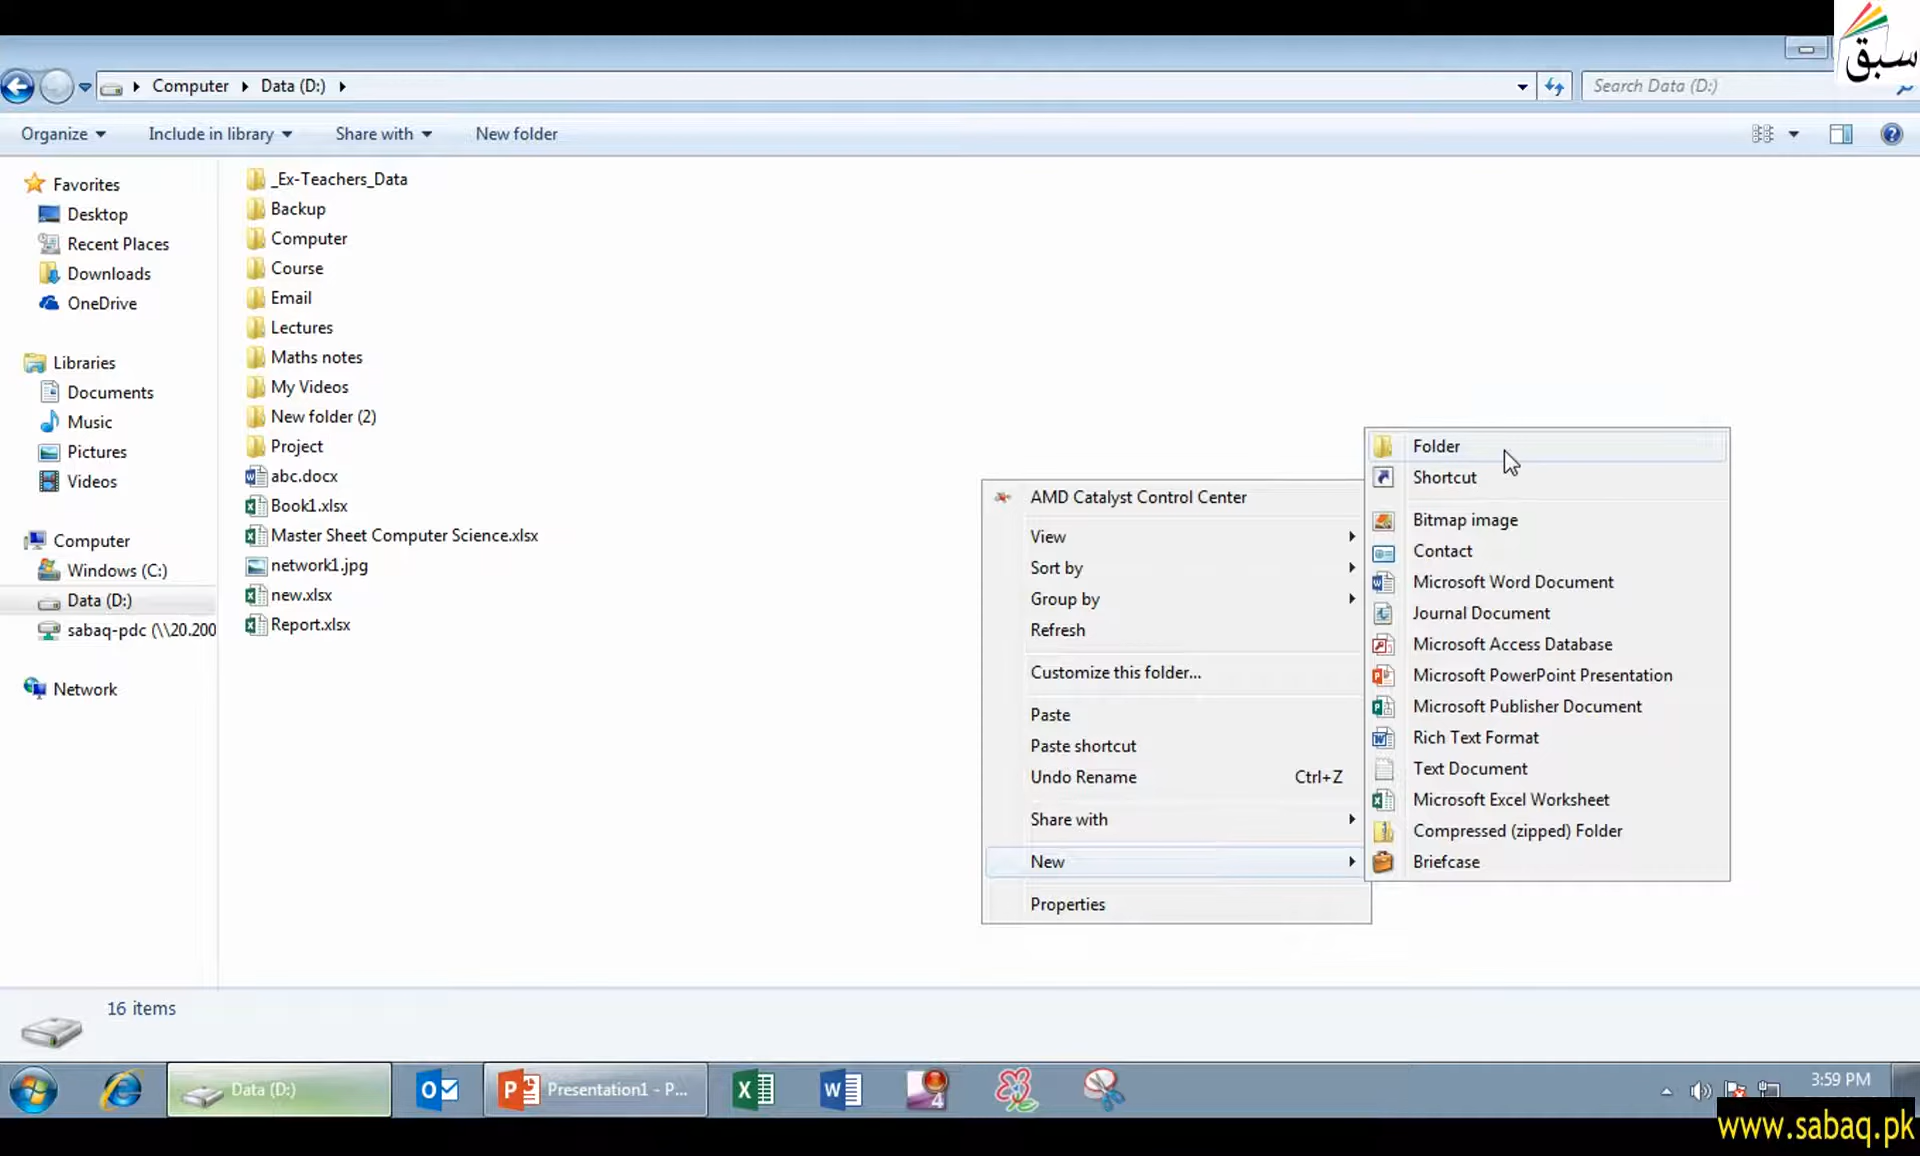 سبق
Computer Data (D:)
Search Data (D:)
Organize Include in library Share with New folder
Favorites
Desktop
Recent Places
Downloads
OneDrive
Libraries
Documents
Music
Pictures
Videos
Computer
Windows (C:)
Data (D:)
sabaq-pdc (\\20.200
Network
_Ex-Teachers_Data
Backup
Computer
Course
Email
Lectures
Maths notes
My Videos
New folder (2)
Project
abc.docx
Book1.xlsx
Master Sheet Computer Science.xlsx
network1.jpg
new.xlsx
Report.xlsx
AMD Catalyst Control Center
View
Sort by
Group by
Refresh
Customize this folder...
Paste
Paste shortcut
Undo Rename Ctrl+Z
Share with
New
Properties
Folder
Shortcut
Bitmap image
Contact
Microsoft Word Document
Journal Document
Microsoft Access Database
Microsoft PowerPoint Presentation
Microsoft Publisher Document
Rich Text Format
Text Document
Microsoft Excel Worksheet
Compressed (zipped) Folder
Briefcase
16 items
Data (D:)
Presentation1 - P...
3:59 PM
www.sabaq.pk